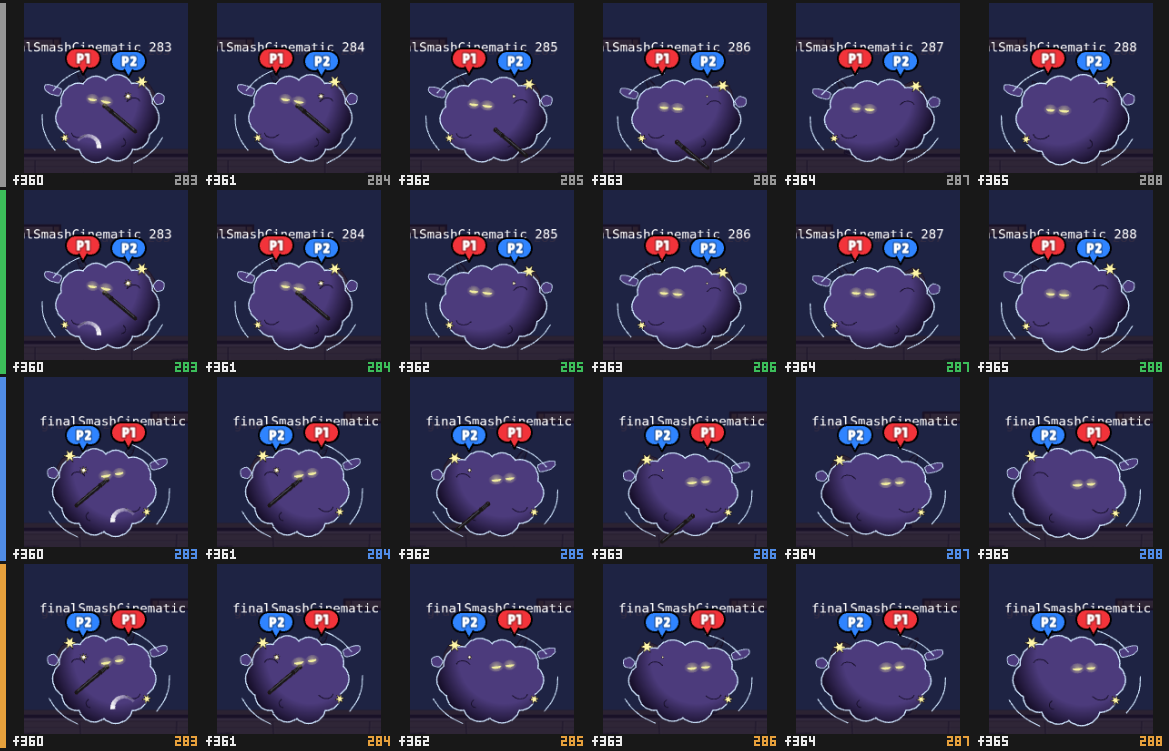 lSmashCinematic 283 lSmashCinematic 284 lSmashCinematic 285 lSmashCinematic 286 lSmashCinematic 287 lSmashCinematic 288
P1 P2 P1 P2 P1 P2 P1 P2 P1 P2 P1 P2
f360 283 f361 284 f362 285 f363 286 f364 287 f365 288
lSmashCinematic 283 lSmashCinematic 284 lSmashCinematic 285 lSmashCinematic 286 lSmashCinematic 287 lSmashCinematic 288
P1 P2 P1 P2 P1 P2 P1 P2 P1 P2 P1 P2
f360 283 f361 284 f362 285 f363 286 f364 287 f365 288
finalSmashCinematic finalSmashCinematic finalSmashCinematic finalSmashCinematic finalSmashCinematic finalSmashCinematic
P2 P1 P2 P1 P2 P1 P2 P1 P2 P1 P2 P1
f360 283 f361 284 f362 285 f363 286 f364 287 f365 288
finalSmashCinematic finalSmashCinematic finalSmashCinematic finalSmashCinematic finalSmashCinematic finalSmashCinematic
P2 P1 P2 P1 P2 P1 P2 P1 P2 P1 P2 P1
f360 283 f361 284 f362 285 f363 286 f364 287 f365 288